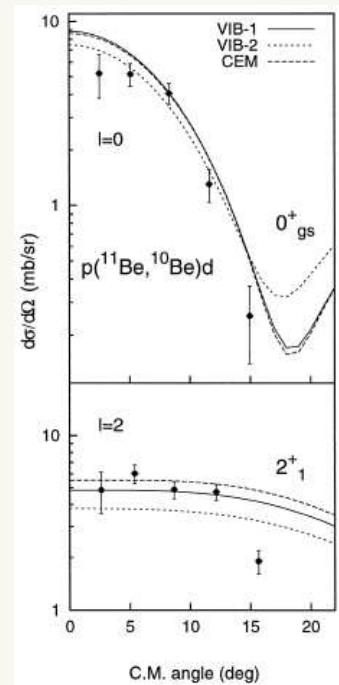 VIB-1
VIB-2
CEM
10
l=0
1
0⁺gs
p(¹¹Be,¹⁰Be)d
dσ/dΩ (mb/sr)
l=2
10
2⁺₁
1
0 5 10 15 20
C.M. angle (deg)